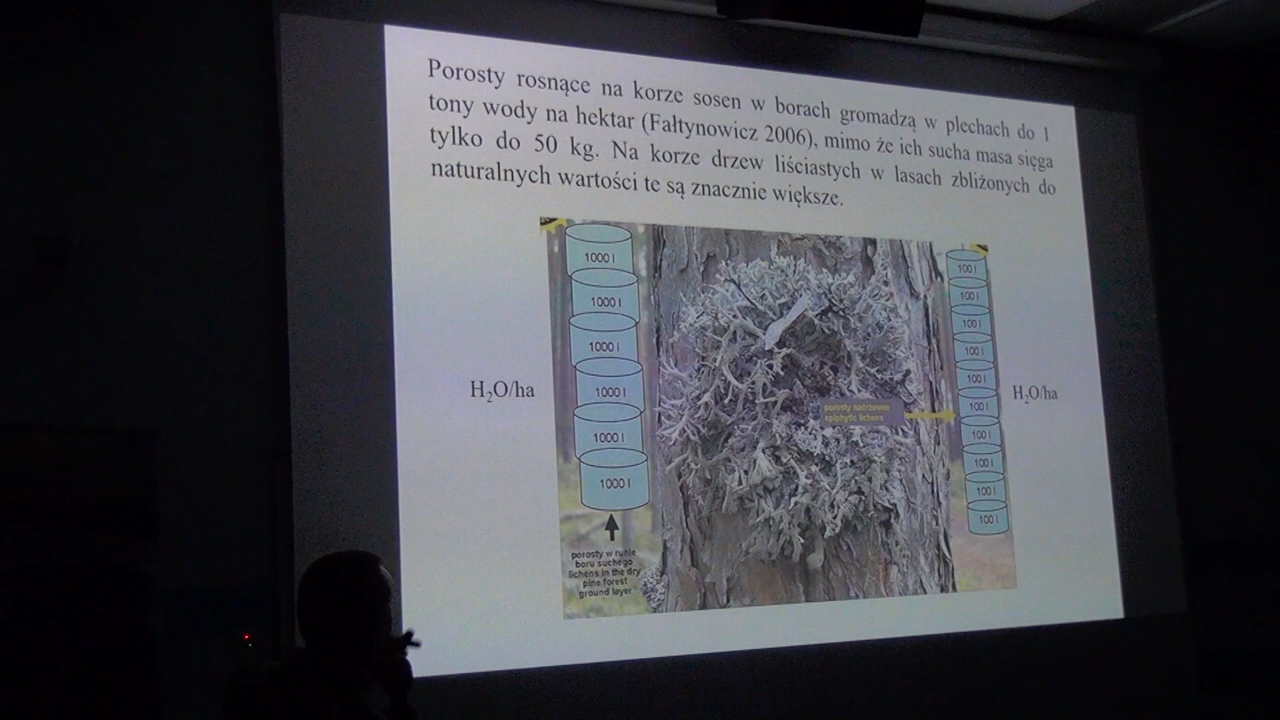 Porosty rosnące na korze sosen w borach gromadzą w plechach do 1
tony wody na hektar (Fałtynowicz 2006), mimo że ich sucha masa sięga
tylko do 50 kg. Na korze drzew liściastych w lasach zbliżonych do
naturalnych wartości te są znacznie większe.
1000 l
1000 l
1000 l
1000 l
1000 l
1000 l
H₂O/ha
porosty w runie
boru suchego
lichens in the dry
pine forest
ground layer
porosty nadrzewne
epiphytic lichens
100 l
100 l
100 l
100 l
100 l
100 l
100 l
100 l
100 l
100 l
H₂O/ha